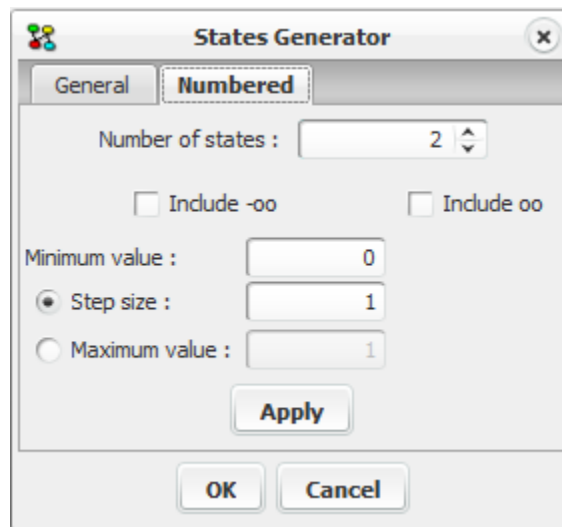 States Generator
General Numbered
Number of states : 2
Include -oo Include oo
Minimum value : 0
Step size : 1
Maximum value : 1
Apply
OK Cancel